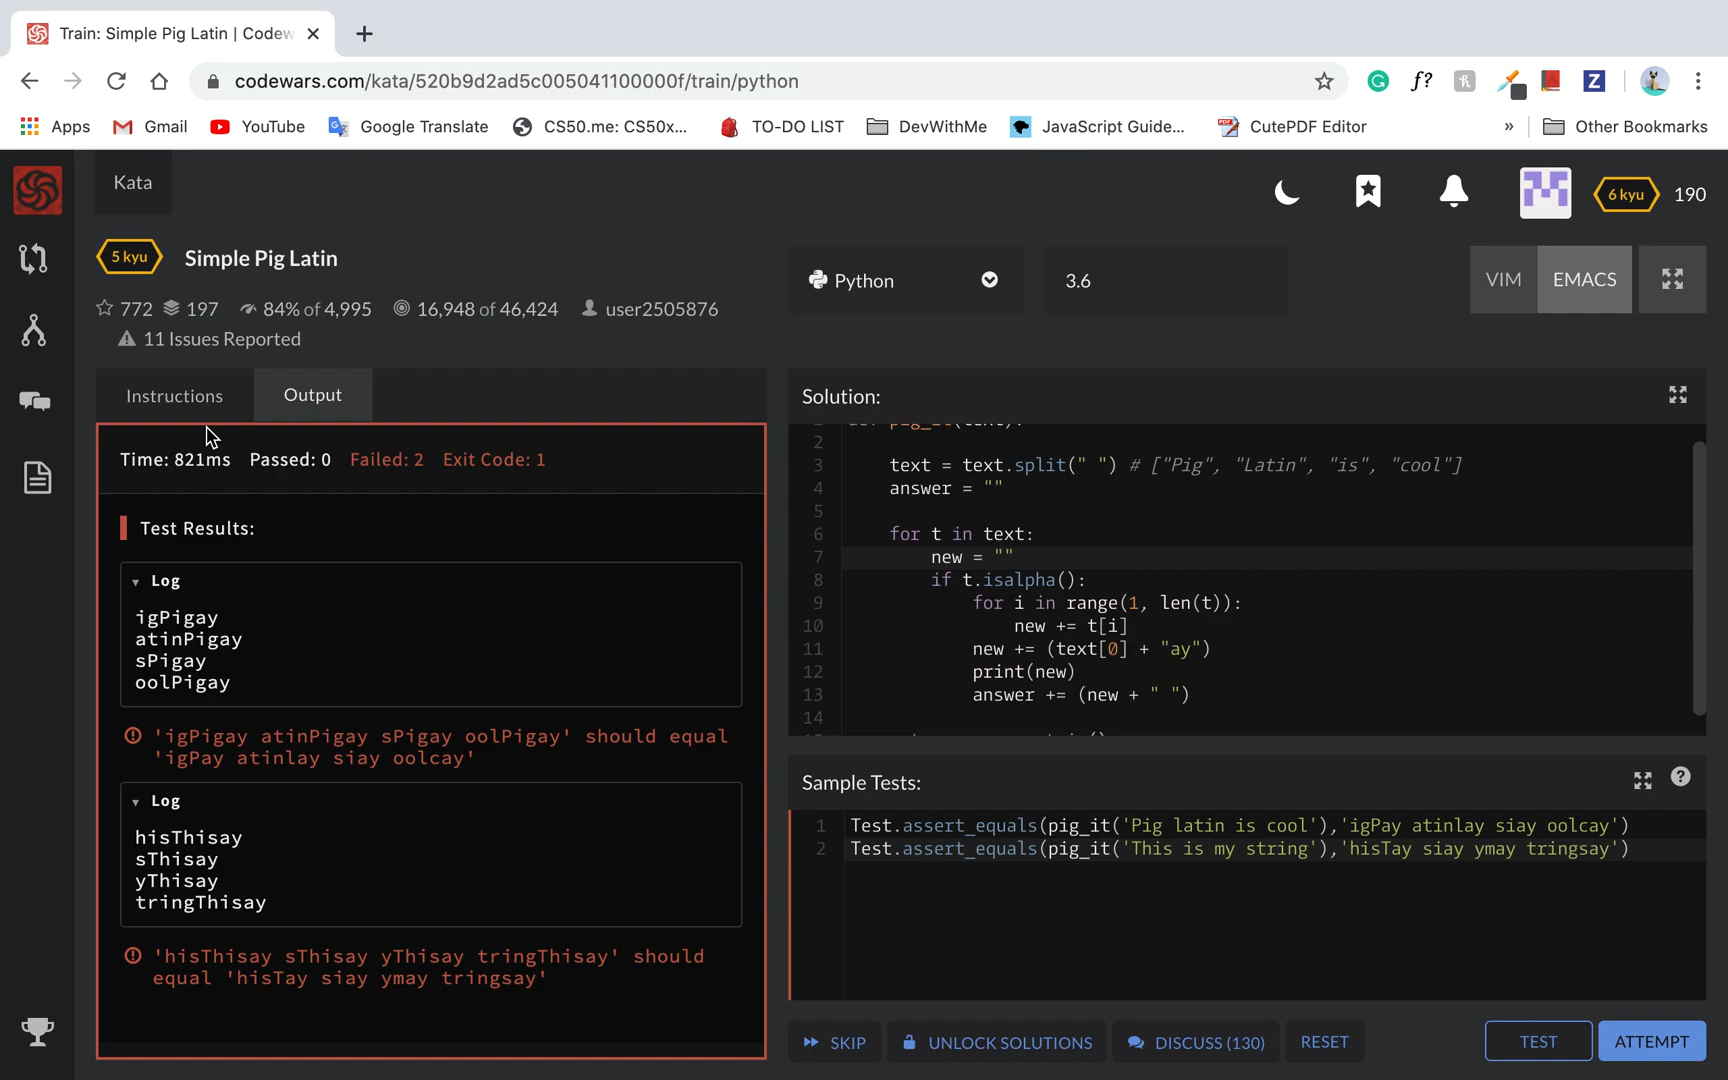 Train: Simple Pig Latin | Codew
codewars.com/kata/520b9d2ad5c005041100000f/train/python
Apps Gmail YouTube Google Translate CS50.me: CS50x... TO-DO LIST DevWithMe JavaScript Guide... CutePDF Editor » Other Bookmarks
Kata
6 kyu 190
5 kyu Simple Pig Latin
772 197 84% of 4,995 16,948 of 46,424 user2505876
11 Issues Reported
Python 3.6 VIM EMACS
Instructions Output
Time: 821ms Passed: 0 Failed: 2 Exit Code: 1
Test Results:
Log
igPigay
atinPigay
sPigay
oolPigay
'igPigay atinPigay sPigay oolPigay' should equal
'igPay atinlay siay oolcay'
Log
hisThisay
sThisay
yThisay
tringThisay
'hisThisay sThisay yThisay tringThisay' should
equal 'hisTay siay ymay tringsay'
Solution:
2
3 text = text.split(" ") # ["Pig", "Latin", "is", "cool"]
4 answer = ""
5
6 for t in text:
7 new = ""
8 if t.isalpha():
9 for i in range(1, len(t)):
10 new += t[i]
11 new += (text[0] + "ay")
12 print(new)
13 answer += (new + " ")
14
Sample Tests:
1 Test.assert_equals(pig_it('Pig latin is cool'),'igPay atinlay siay oolcay')
2 Test.assert_equals(pig_it('This is my string'),'hisTay siay ymay tringsay')
SKIP UNLOCK SOLUTIONS DISCUSS (130) RESET TEST ATTEMPT